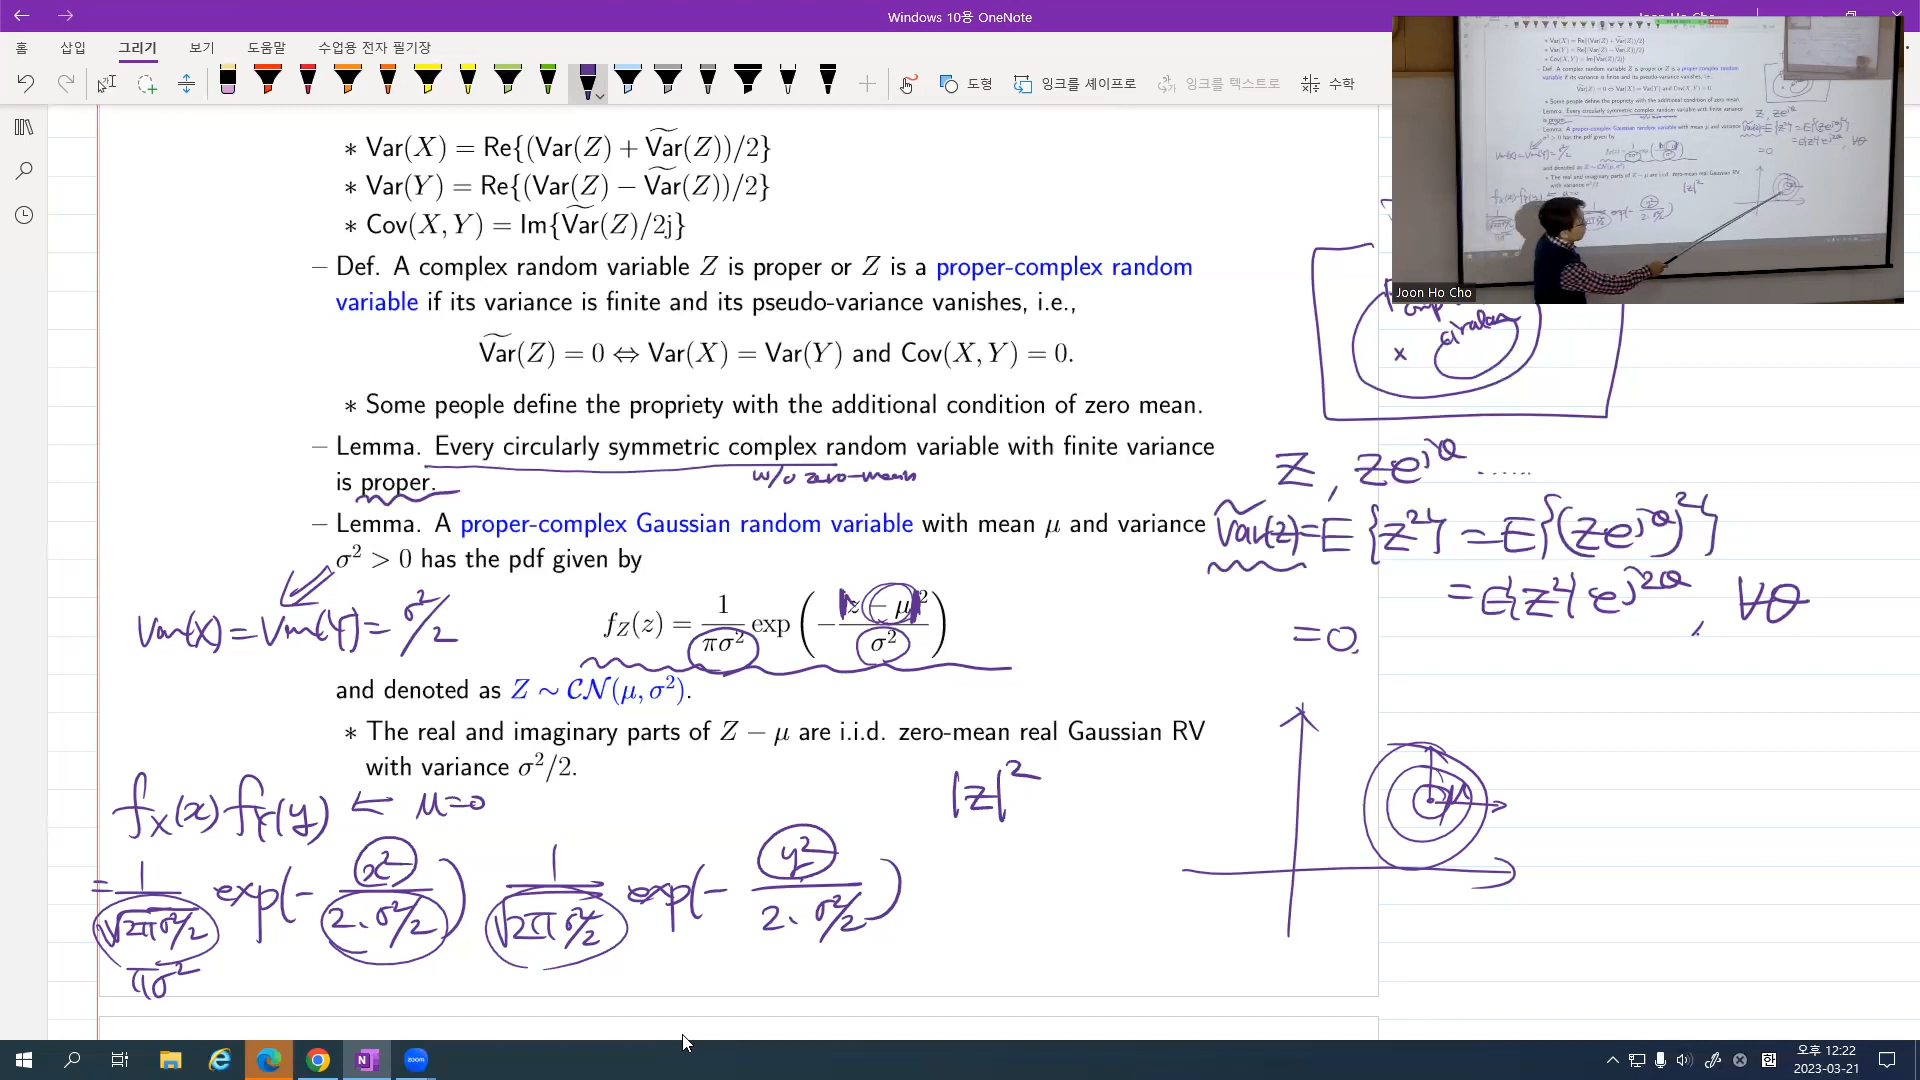 Windows 10용 OneNote
홈 삽입 그리기 보기 도움말 수업용 전자 필기장
도형 잉크를 셰이프로 잉크를 텍스트로 수학
Joon Ho Cho
∗ Var(X) = Re{(Var(Z) + V͠ar(Z))/2}
∗ Var(Y) = Re{(Var(Z) − V͠ar(Z))/2}
∗ Cov(X, Y) = Im{V͠ar(Z)/2j}
– Def. A complex random variable Z is proper or Z is a proper-complex random
variable if its variance is finite and its pseudo-variance vanishes, i.e.,
V͠ar(Z) = 0 ⇔ Var(X) = Var(Y) and Cov(X, Y) = 0.
∗ Some people define the propriety with the additional condition of zero mean.
– Lemma. Every circularly symmetric complex random variable with finite variance
is proper.
w/o zero-mean
– Lemma. A proper-complex Gaussian random variable with mean μ and variance
σ² > 0 has the pdf given by
Var(X) = Var(Y) = σ²/2
f_Z(z) = 1/(πσ²) exp(−|z − μ|²/σ²)
and denoted as Z ∼ CN(μ, σ²).
∗ The real and imaginary parts of Z − μ are i.i.d. zero-mean real Gaussian RV
with variance σ²/2.
f_X(x) f_Y(y) ← μ=0
|z|²
= 1/√(2πσ²/2) exp(− x²/(2·σ²/2)) 1/√(2πσ²/2) exp(− y²/(2·σ²/2))
πσ²
x
Z, Ze^{jθ} ......
V͠ar(Z) = E{Z²} = E{(Ze^{jθ})²}
= E{Z²} e^{j2θ}, ∀θ
= 0.
μ
zoom
오후 12:22
2023-03-21